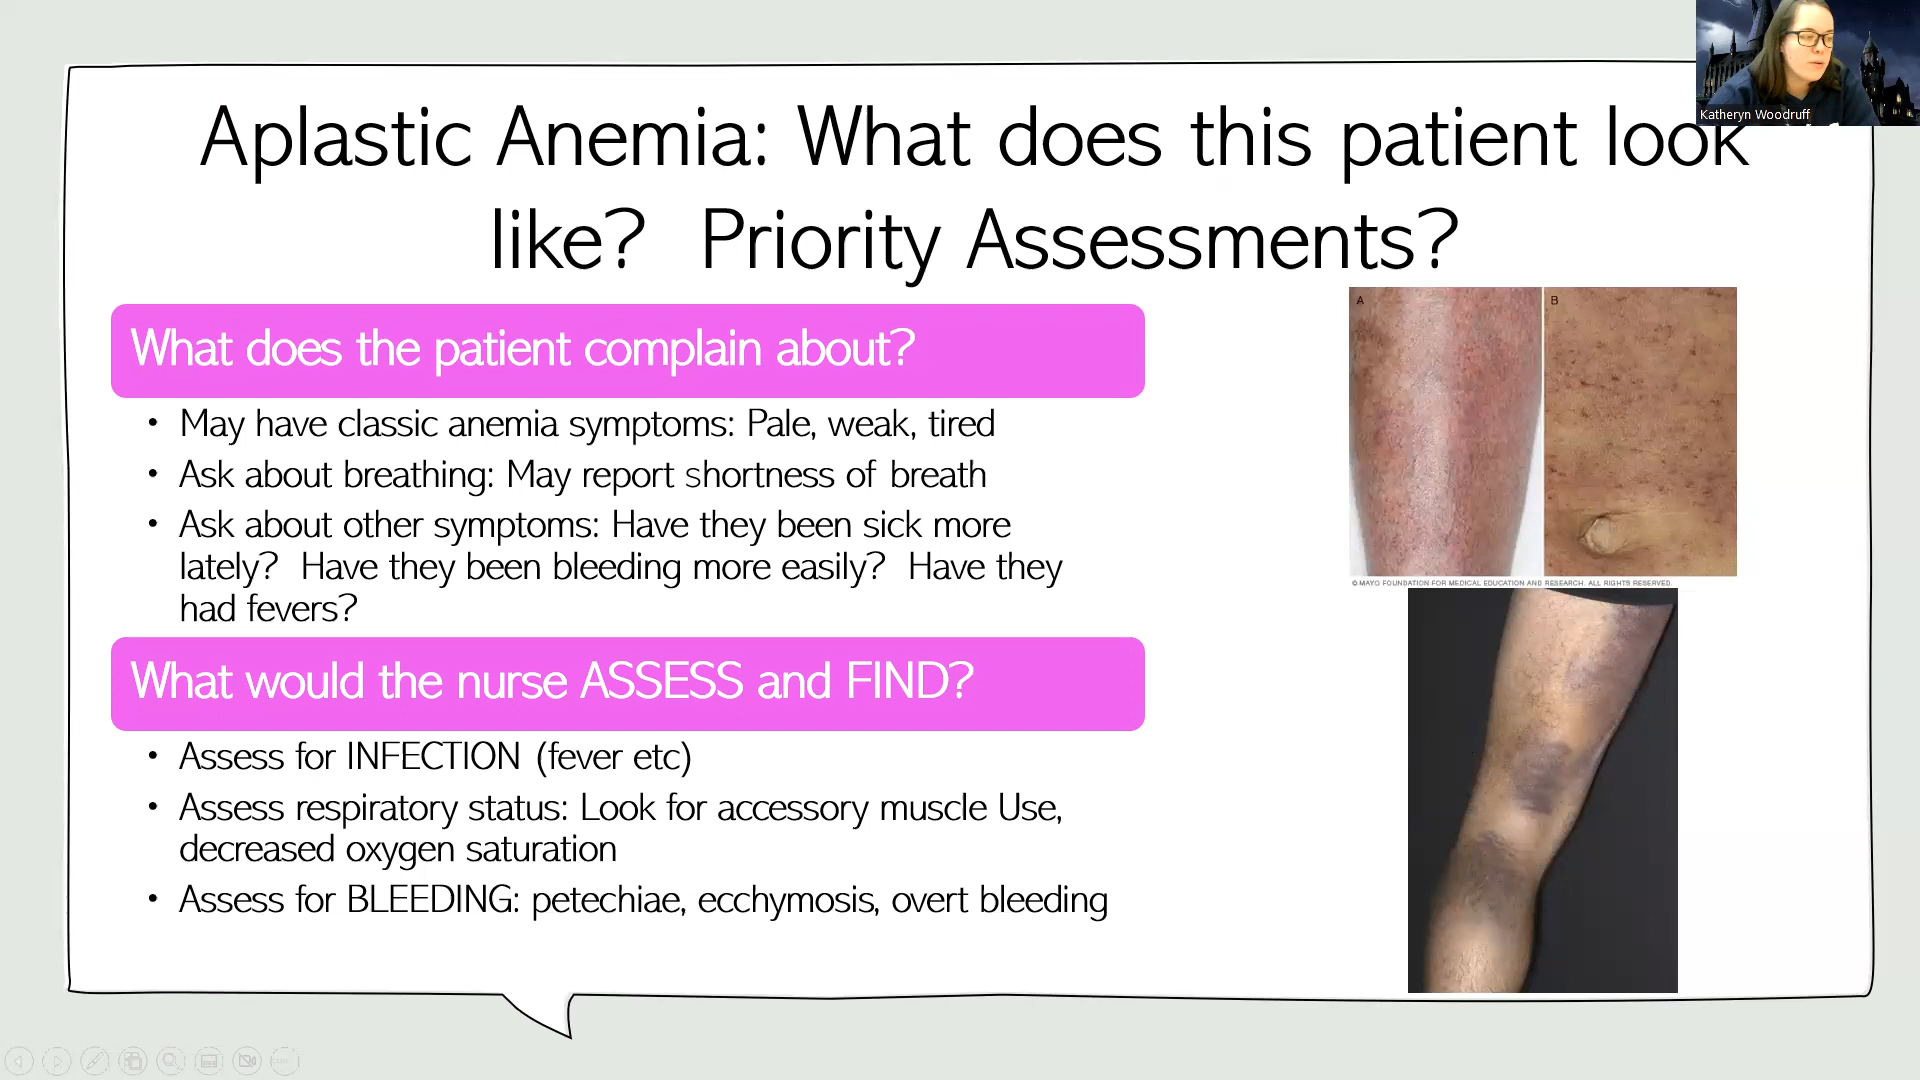 Katheryn Woodruff
Aplastic Anemia: What does this patient look
like?  Priority Assessments?
What does the patient complain about?
• May have classic anemia symptoms: Pale, weak, tired
• Ask about breathing: May report shortness of breath
• Ask about other symptoms: Have they been sick more
lately?  Have they been bleeding more easily?  Have they
had fevers?
What would the nurse ASSESS and FIND?
• Assess for INFECTION (fever etc)
• Assess respiratory status: Look for accessory muscle Use,
decreased oxygen saturation
• Assess for BLEEDING: petechiae, ecchymosis, overt bleeding
A
B
© MAYO FOUNDATION FOR MEDICAL EDUCATION AND RESEARCH. ALL RIGHTS RESERVED.